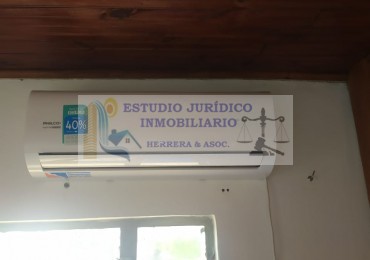 ESTUDIO JURÍDICO
INMOBILIARIO
HERRERA & ASOC.
40%